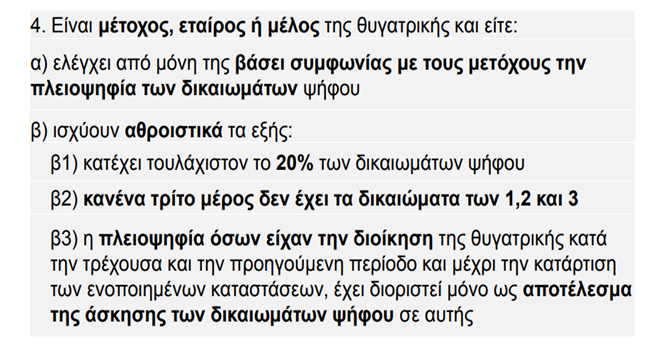 4. Είναι μέτοχος, εταίρος ή μέλος της θυγατρικής και είτε:
α) ελέγχει από μόνη της βάσει συμφωνίας με τους μετόχους την
πλειοψηφία των δικαιωμάτων ψήφου
β) ισχύουν αθροιστικά τα εξής:
β1) κατέχει τουλάχιστον το 20% των δικαιωμάτων ψήφου
β2) κανένα τρίτο μέρος δεν έχει τα δικαιώματα των 1,2 και 3
β3) η πλειοψηφία όσων είχαν την διοίκηση της θυγατρικής κατά
την τρέχουσα και την προηγούμενη περίοδο και μέχρι την κατάρτιση
των ενοποιημένων καταστάσεων, έχει διοριστεί μόνο ως αποτέλεσμα
της άσκησης των δικαιωμάτων ψήφου σε αυτής